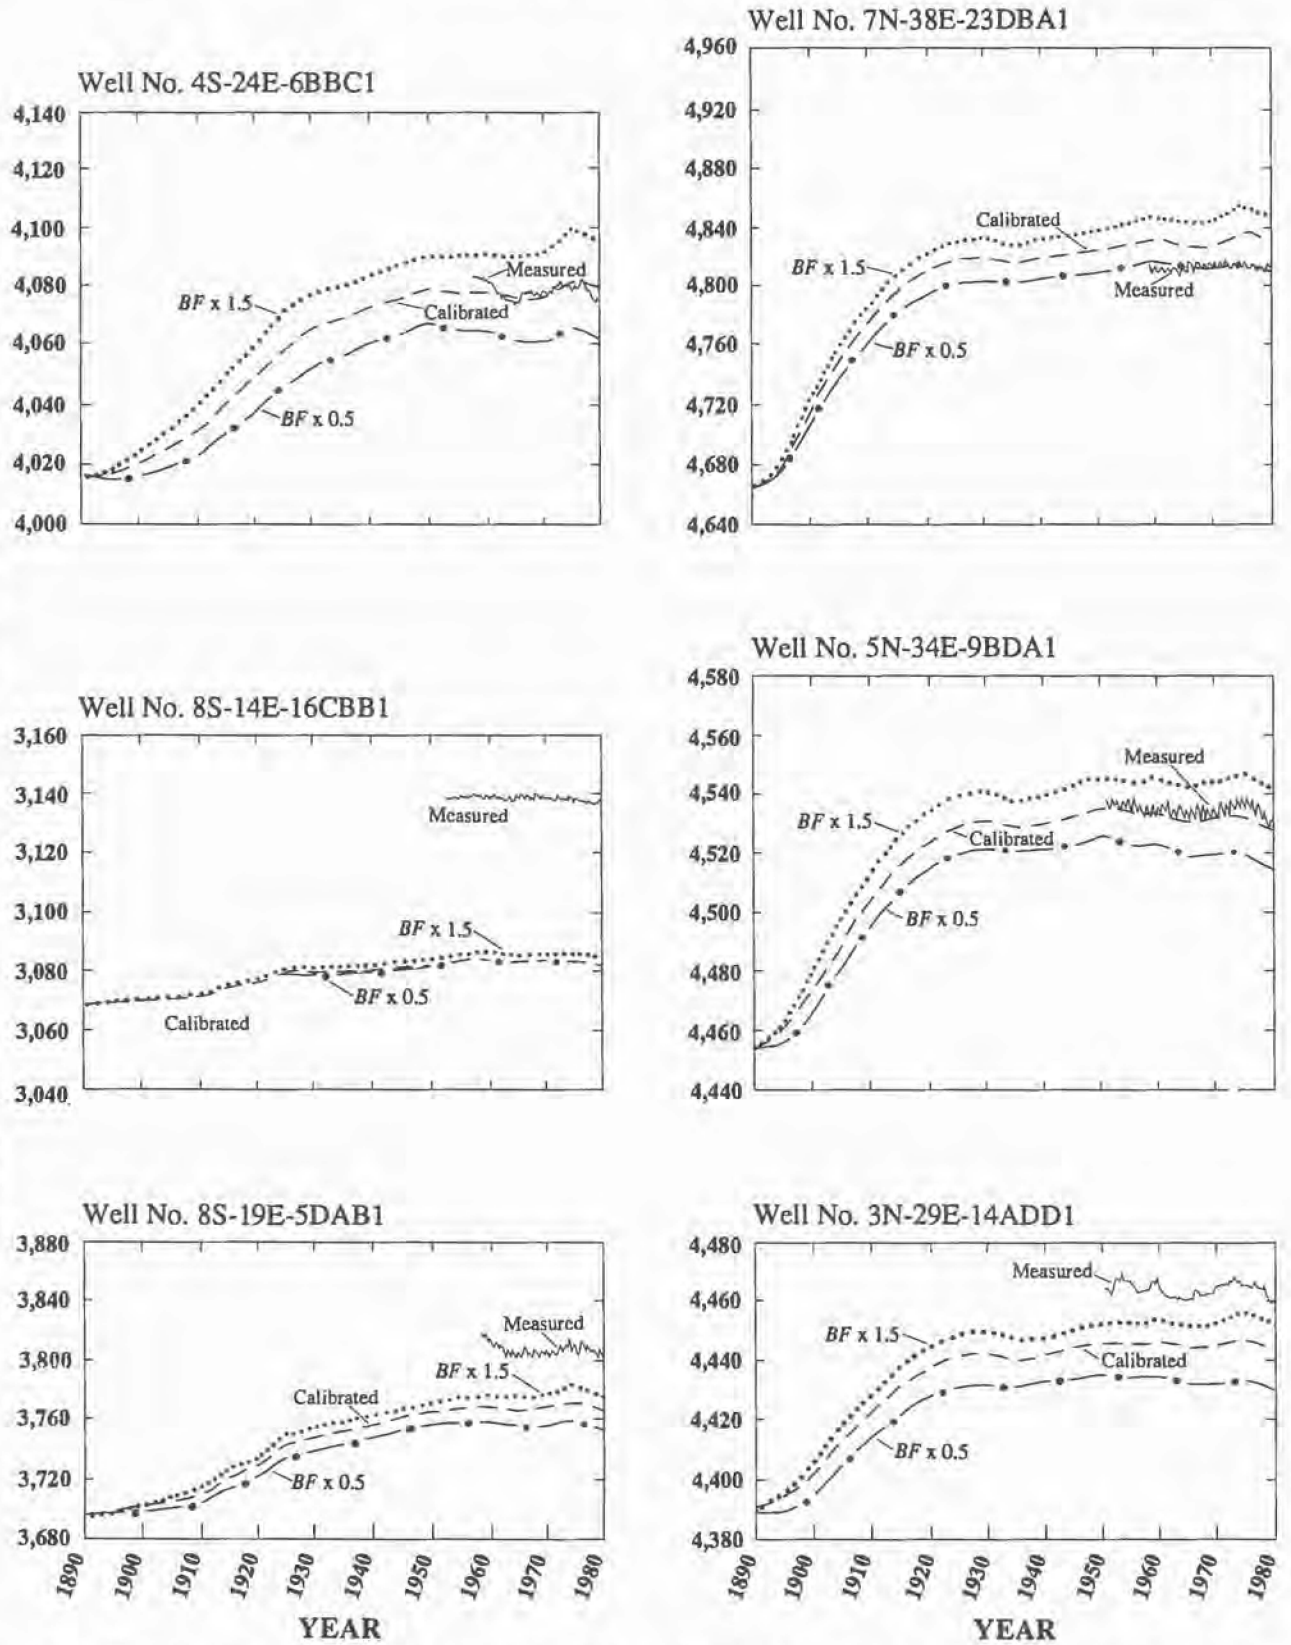 Well No. 4S-24E-6BBC1
4,140
4,120
4,100
4,080
4,060
4,040
4,020
4,000
BF x 1.5
Measured
Calibrated
BF x 0.5
Well No. 7N-38E-23DBA1
4,960
4,920
4,880
4,840
4,800
4,760
4,720
4,680
4,640
Calibrated
BF x 1.5
Measured
BF x 0.5
Well No. 8S-14E-16CBB1
3,160
3,140
3,120
3,100
3,080
3,060
3,040
Measured
BF x 1.5
BF x 0.5
Calibrated
Well No. 5N-34E-9BDA1
4,580
4,560
4,540
4,520
4,500
4,480
4,460
4,440
Measured
BF x 1.5
Calibrated
BF x 0.5
Well No. 8S-19E-5DAB1
3,880
3,840
3,800
3,760
3,720
3,680
Measured
BF x 1.5
Calibrated
BF x 0.5
1890 1900 1910 1920 1930 1940 1950 1960 1970 1980
YEAR
Well No. 3N-29E-14ADD1
4,480
4,460
4,440
4,420
4,400
4,380
Measured
BF x 1.5
Calibrated
BF x 0.5
1890 1900 1910 1920 1930 1940 1950 1960 1970 1980
YEAR